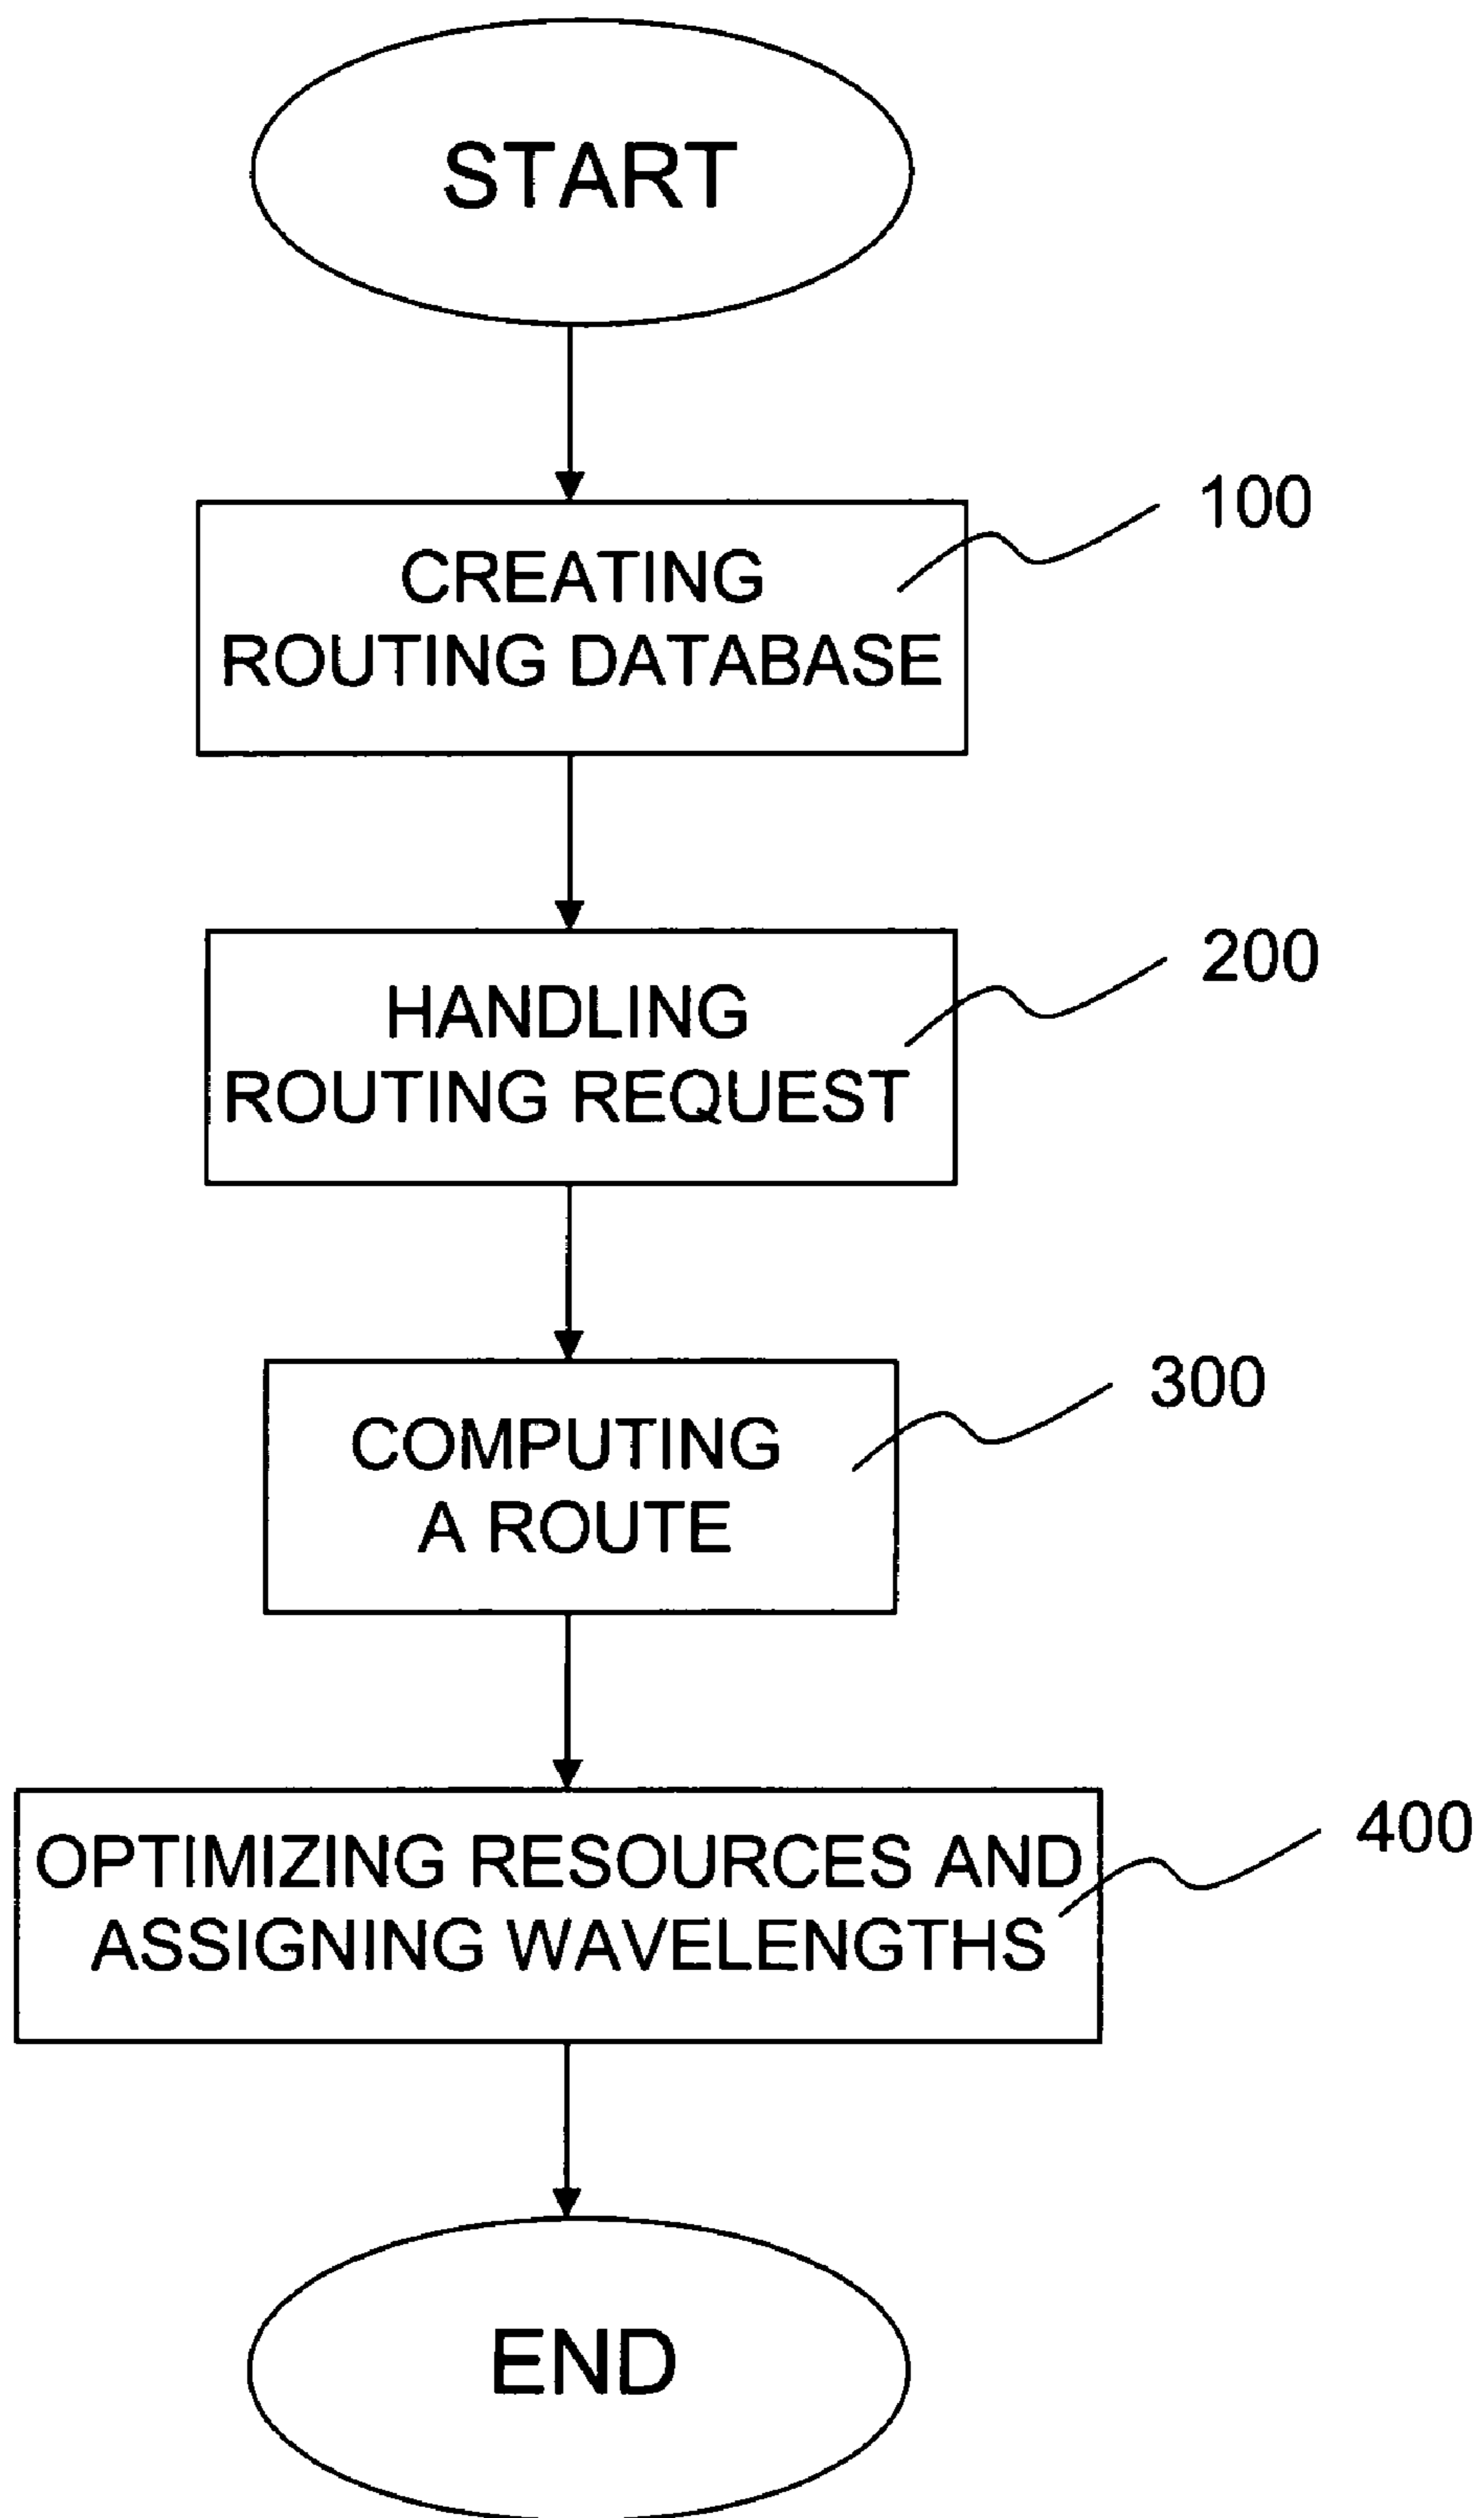 START
100
CREATING
ROUTING DATABASE
200
HANDLING
ROUTING REQUEST
300
COMPUTING
A ROUTE
400
OPTIMIZING RESOURCES AND
ASSIGNING WAVELENGTHS
END